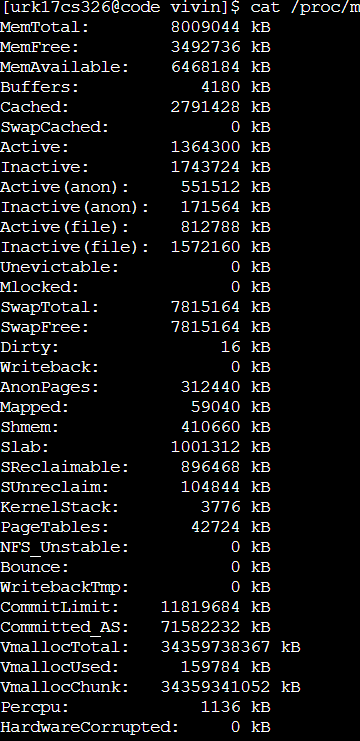 [urk17cs326@code vivin]$ cat /proc/m
MemTotal: 8009044 kB
MemFree: 3492736 kB
MemAvailable: 6468184 kB
Buffers: 4180 kB
Cached: 2791428 kB
SwapCached: 0 kB
Active: 1364300 kB
Inactive: 1743724 kB
Active(anon): 551512 kB
Inactive(anon): 171564 kB
Active(file): 812788 kB
Inactive(file): 1572160 kB
Unevictable: 0 kB
Mlocked: 0 kB
SwapTotal: 7815164 kB
SwapFree: 7815164 kB
Dirty: 16 kB
Writeback: 0 kB
AnonPages: 312440 kB
Mapped: 59040 kB
Shmem: 410660 kB
Slab: 1001312 kB
SReclaimable: 896468 kB
SUnreclaim: 104844 kB
KernelStack: 3776 kB
PageTables: 42724 kB
NFS_Unstable: 0 kB
Bounce: 0 kB
WritebackTmp: 0 kB
CommitLimit: 11819684 kB
Committed_AS: 71582232 kB
VmallocTotal: 34359738367 kB
VmallocUsed: 159784 kB
VmallocChunk: 34359341052 kB
Percpu: 1136 kB
HardwareCorrupted: 0 kB